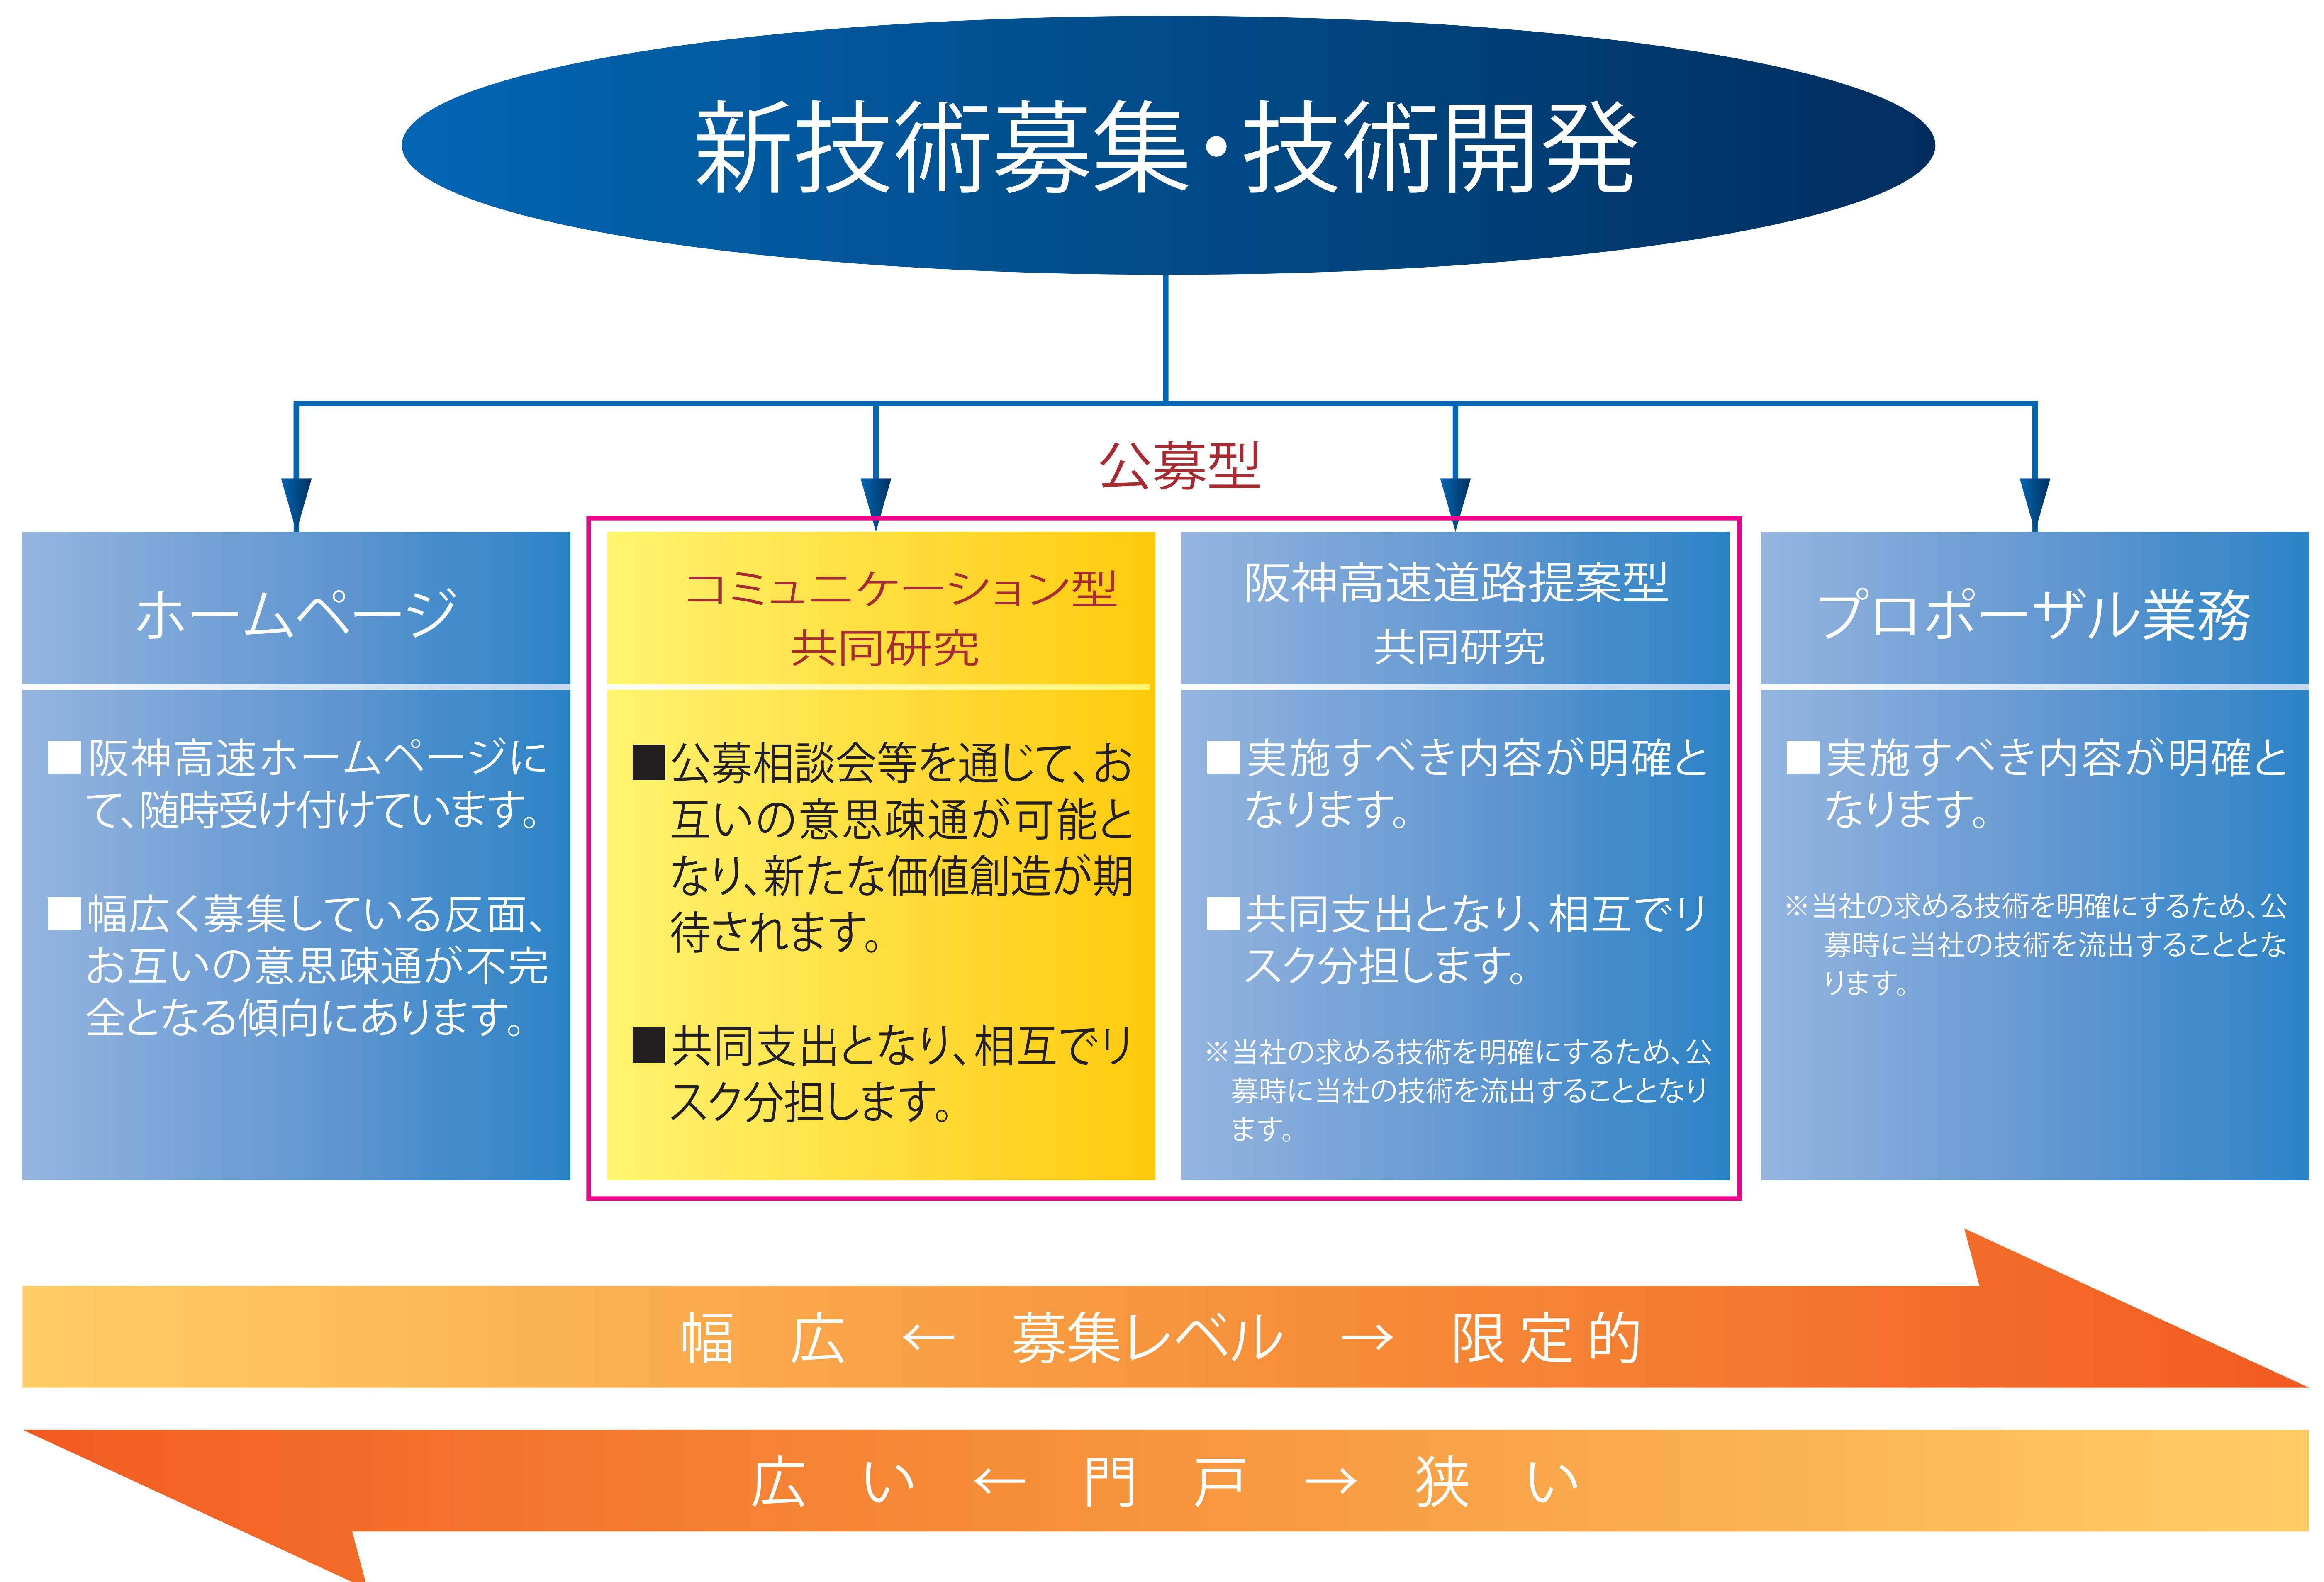 新技術募集・技術開発
公募型
ホームページ
■阪神高速ホームページに
て、随時受け付けています。
■幅広く募集している反面、
お互いの意思疎通が不完
全となる傾向にあります。
コミュニケーション型
共同研究
■公募相談会等を通じて、お
互いの意思疎通が可能と
なり、新たな価値創造が期
待されます。
■共同支出となり、相互でリ
スク分担します。
阪神高速道路提案型
共同研究
■実施すべき内容が明確と
なります。
■共同支出となり、相互でリ
スク分担します。
※当社の求める技術を明確にするため、公
募時に当社の技術を流出することとなり
ます。
プロポーザル業務
■実施すべき内容が明確と
なります。
※当社の求める技術を明確にするため、公
募時に当社の技術を流出することとな
ります。
幅 広 ← 募集レベル → 限定的
広 い ← 門 戸 → 狭 い